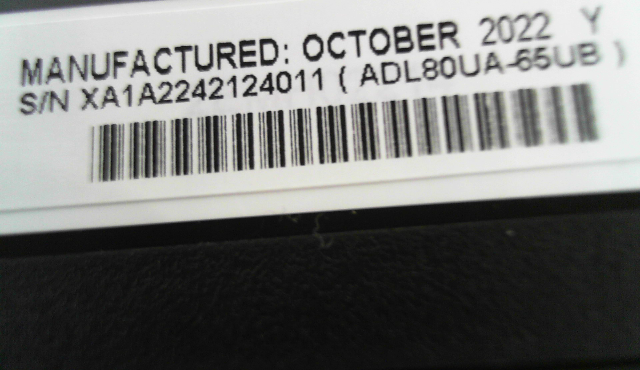 MANUFACTURED: OCTOBER 2022 Y
S/N XA1A2242124011 ( ADL80UA-65UB )